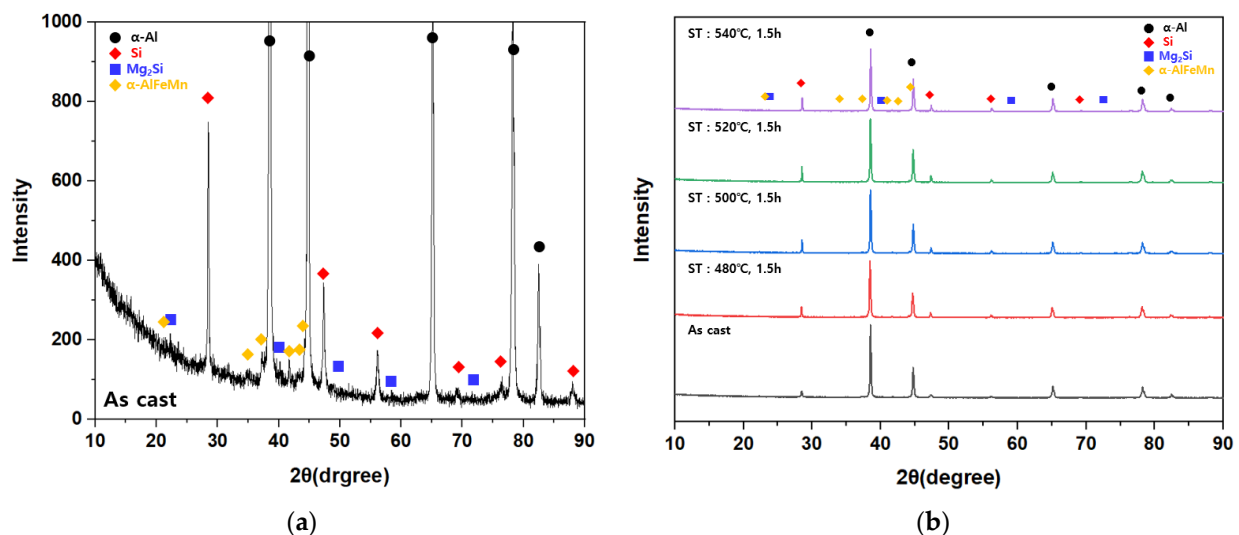 1000
800
600
400
200
0
Intensity
α-Al
Si
Mg₂Si
α-AlFeMn
As cast
10 20 30 40 50 60 70 80 90
2θ(drgree)
(a)
ST : 540℃, 1.5h
α-Al
Si
Mg₂Si
α-AlFeMn
ST : 520℃, 1.5h
ST : 500℃, 1.5h
ST : 480℃, 1.5h
As cast
Intensity
10 20 30 40 50 60 70 80 90
2θ(degree)
(b)